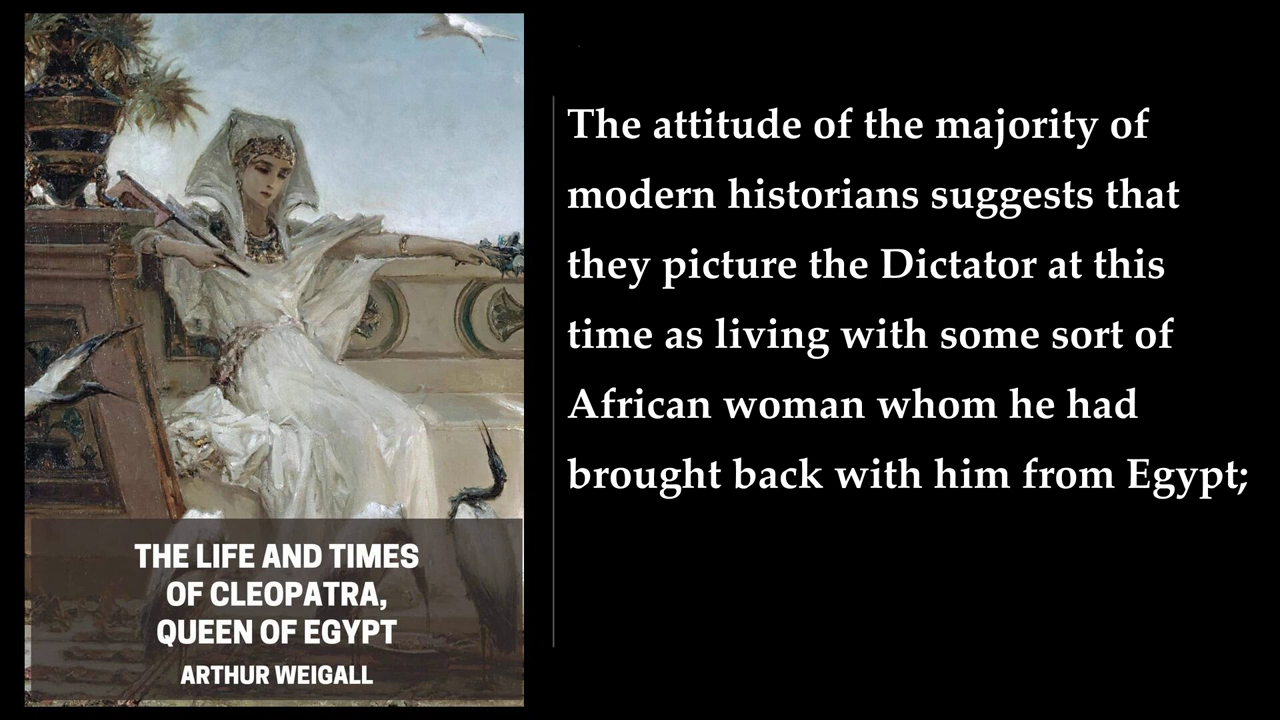 THE LIFE AND TIMES
OF CLEOPATRA,
QUEEN OF EGYPT
ARTHUR WEIGALL
The attitude of the majority of
modern historians suggests that
they picture the Dictator at this
time as living with some sort of
African woman whom he had
brought back with him from Egypt;